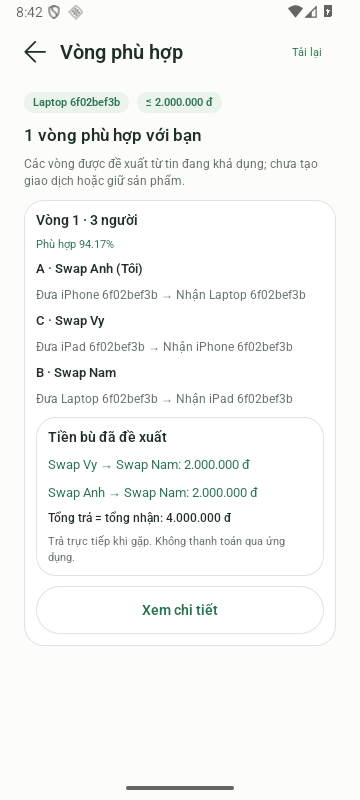 8:42
Vòng phù hợp
Tải lại
Laptop 6f02bef3b
≤ 2.000.000 đ
1 vòng phù hợp với bạn
Các vòng được đề xuất từ tin đang khả dụng; chưa tạo
giao dịch hoặc giữ sản phẩm.
Vòng 1 · 3 người
Phù hợp 94.17%
A · Swap Anh (Tôi)
Đưa iPhone 6f02bef3b → Nhận Laptop 6f02bef3b
C · Swap Vy
Đưa iPad 6f02bef3b → Nhận iPhone 6f02bef3b
B · Swap Nam
Đưa Laptop 6f02bef3b → Nhận iPad 6f02bef3b
Tiền bù đã đề xuất
Swap Vy → Swap Nam: 2.000.000 đ
Swap Anh → Swap Nam: 2.000.000 đ
Tổng trả = tổng nhận: 4.000.000 đ
Trả trực tiếp khi gặp. Không thanh toán qua ứng
dụng.
Xem chi tiết